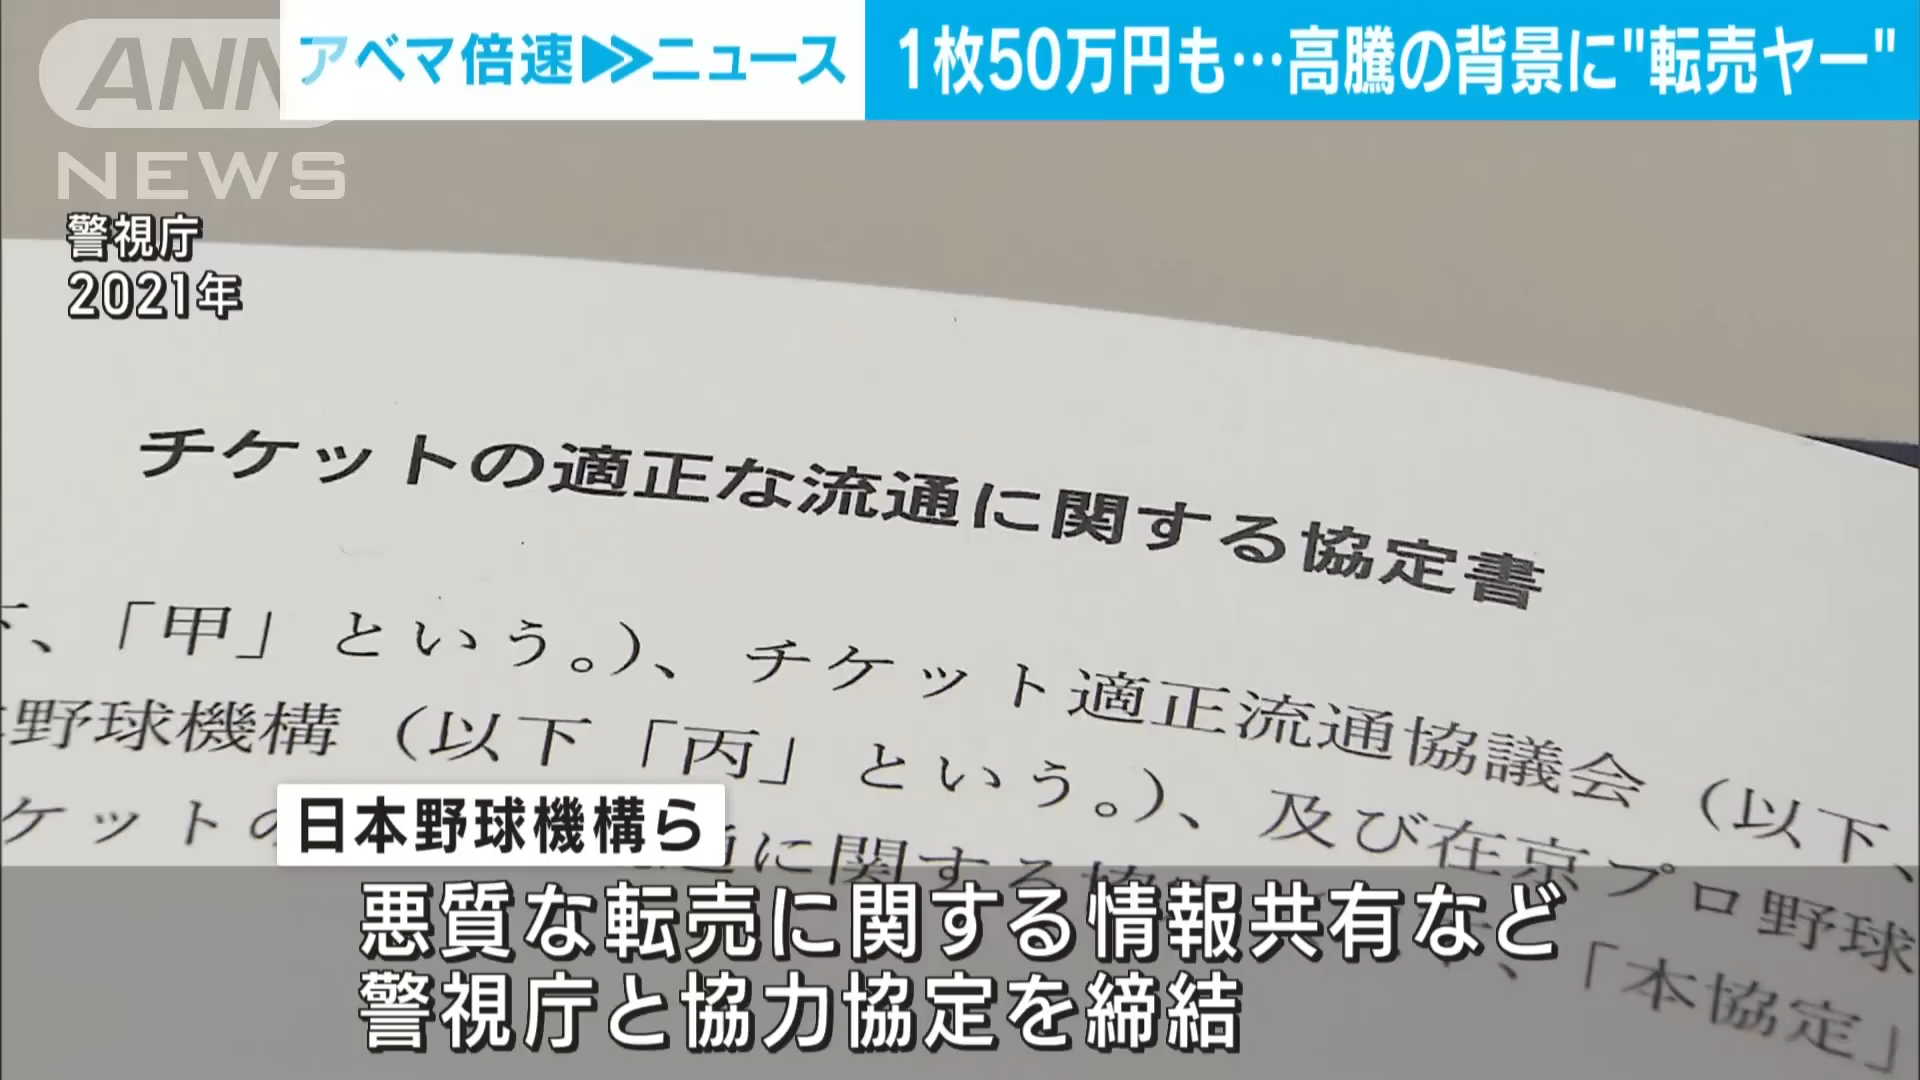 ANN
NEWS
アベマ倍速ニュース
1枚50万円も…高騰の背景に"転売ヤー"
警視庁
2021年
チケットの適正な流通に関する協定書
、「甲」という。)、チケット適正流通協議会(以下、
野球機構(以下「丙」という。)、及び在京プロ野球
ケットの 通に関する協
、「本協定」
日本野球機構ら
悪質な転売に関する情報共有など
警視庁と協力協定を締結